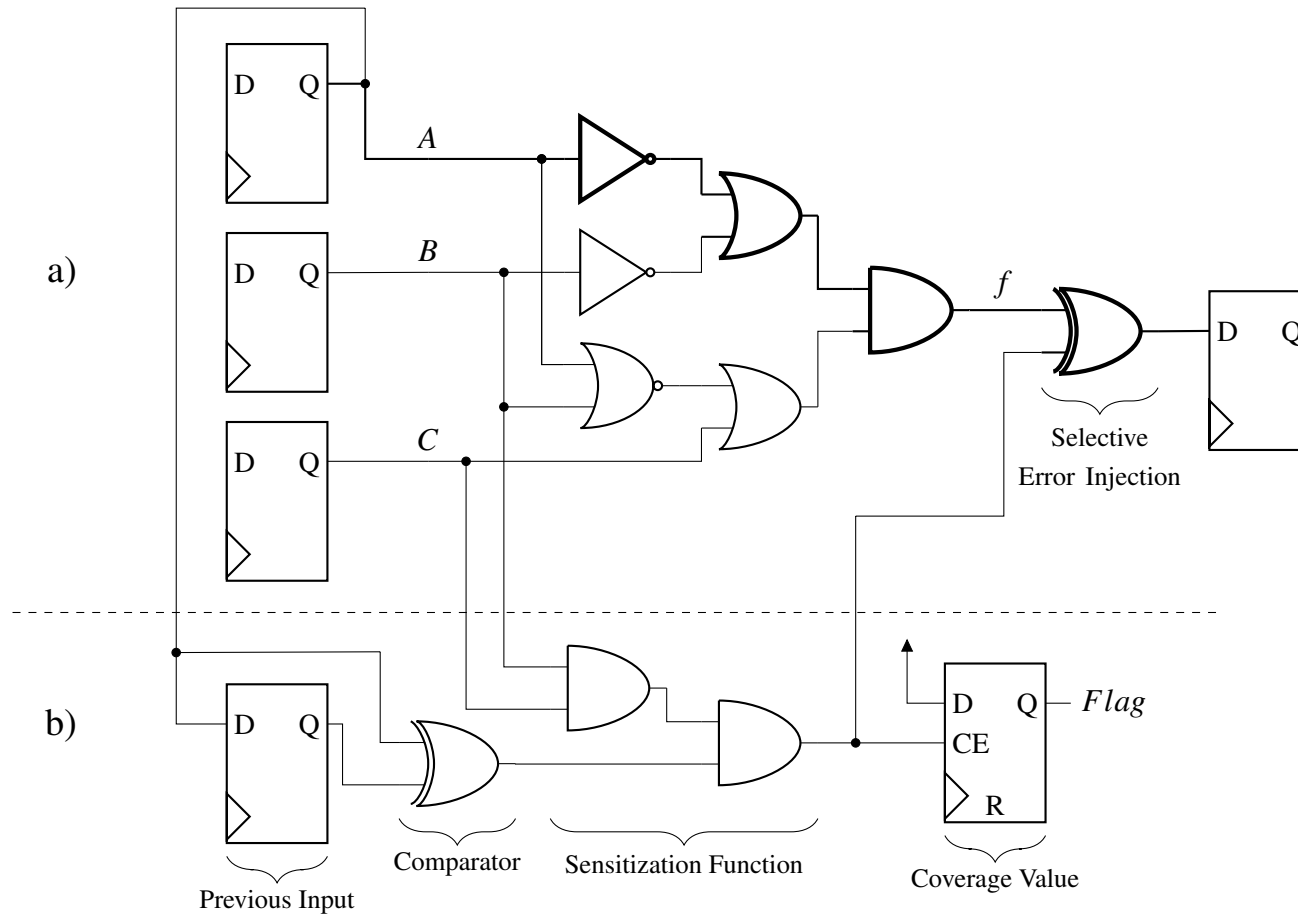 D Q
A
a)
D Q
B
f
D Q
D Q
C
Selective
Error Injection
b)
D Q
D Q
Flag
CE
R
Comparator
Sensitization Function
Coverage Value
Previous Input